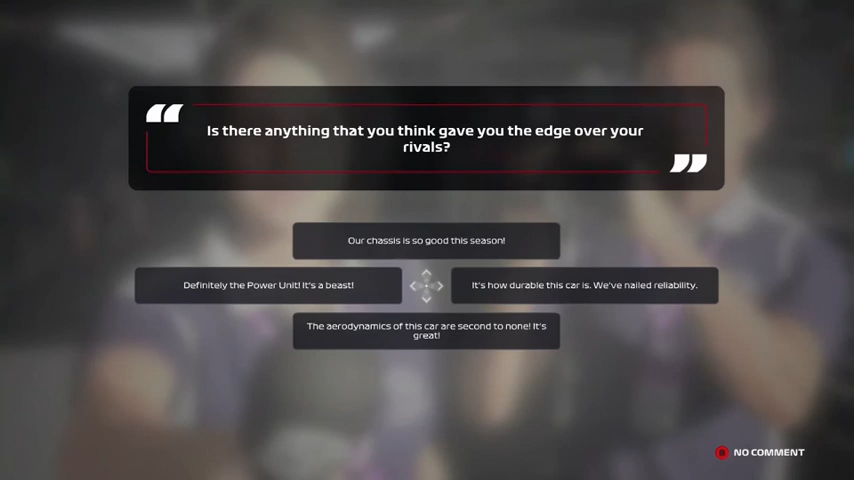 Is there anything that you think gave you the edge over your
rivals?
Our chassis is so good this season!
Definitely the Power Unit! It's a beast!
It's how durable this car is. We've nailed reliability.
The aerodynamics of this car are second to none! It's
great!
NO COMMENT